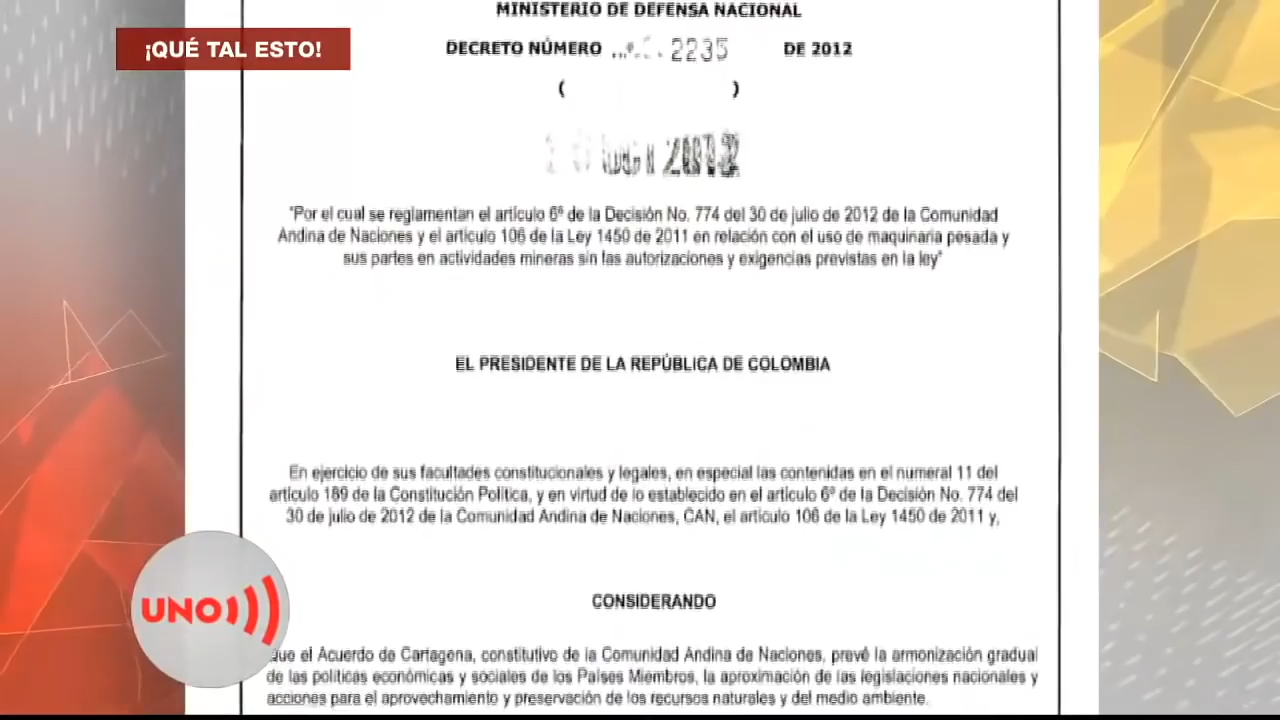 MINISTERIO DE DEFENSA NACIONAL
¡QUÉ TAL ESTO!
DECRETO NÚMERO 2235 DE 2012
( )
2012
"Por el cual se reglamentan el artículo 6º de la Decisión No. 774 del 30 de julio de 2012 de la Comunidad
Andina de Naciones y el artículo 106 de la Ley 1450 de 2011 en relación con el uso de maquinaria pesada y
sus partes en actividades mineras sin las autorizaciones y exigencias previstas en la ley"
EL PRESIDENTE DE LA REPÚBLICA DE COLOMBIA
En ejercicio de sus facultades constitucionales y legales, en especial las contenidas en el numeral 11 del
artículo 189 de la Constitución Política, y en virtud de lo establecido en el artículo 6º de la Decisión No. 774 del
30 de julio de 2012 de la Comunidad Andina de Naciones, CAN, el artículo 106 de la Ley 1450 de 2011 y,
CONSIDERANDO
UNO
que el Acuerdo de Cartagena, constitutivo de la Comunidad Andina de Naciones, prevé la armonización gradual
de las políticas económicas y sociales de los Países Miembros, la aproximación de las legislaciones nacionales y
acciones para el aprovechamiento y preservación de los recursos naturales y del medio ambiente.